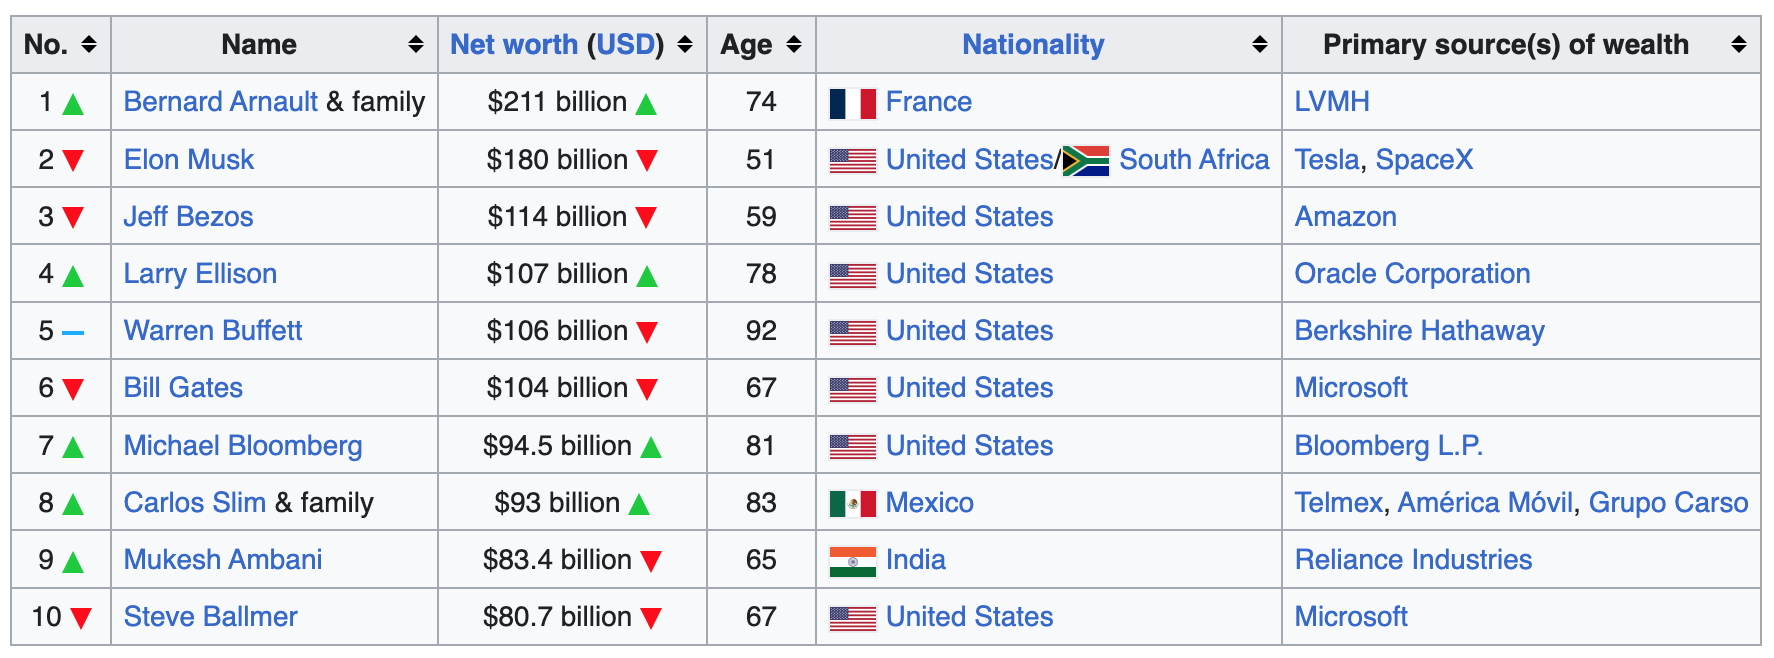 No. Name Net worth (USD) Age Nationality Primary source(s) of wealth
1 Bernard Arnault & family $211 billion 74 France LVMH
2 Elon Musk $180 billion 51 United States/ South Africa Tesla, SpaceX
3 Jeff Bezos $114 billion 59 United States Amazon
4 Larry Ellison $107 billion 78 United States Oracle Corporation
5 Warren Buffett $106 billion 92 United States Berkshire Hathaway
6 Bill Gates $104 billion 67 United States Microsoft
7 Michael Bloomberg $94.5 billion 81 United States Bloomberg L.P.
8 Carlos Slim & family $93 billion 83 Mexico Telmex, América Móvil, Grupo Carso
9 Mukesh Ambani $83.4 billion 65 India Reliance Industries
10 Steve Ballmer $80.7 billion 67 United States Microsoft